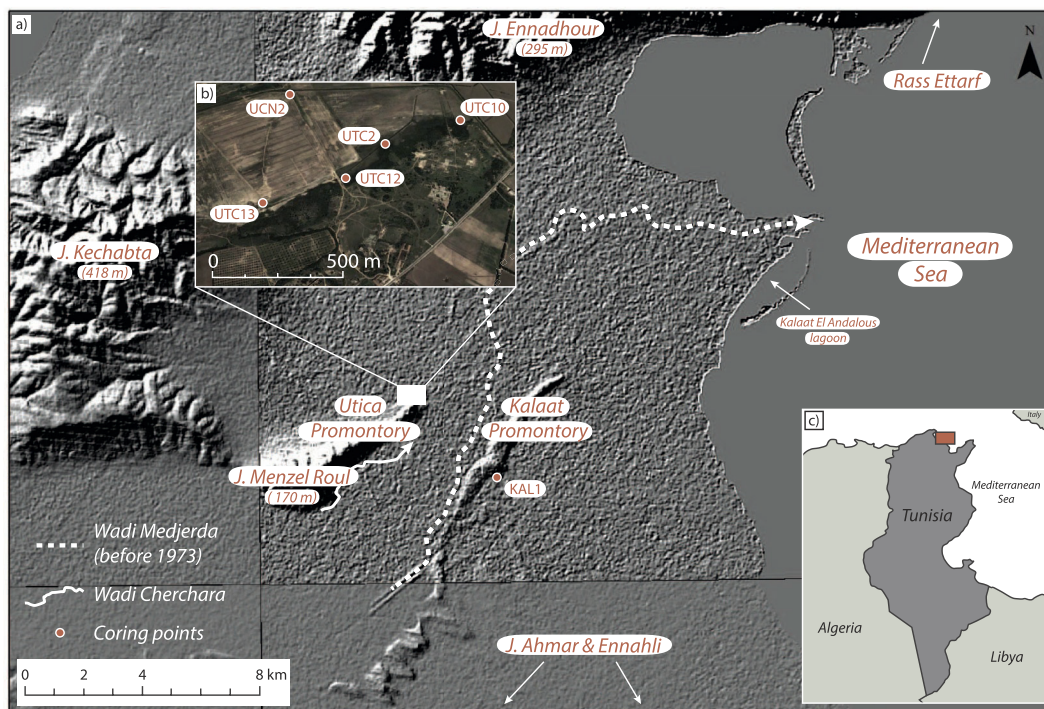 a)
J. Ennadhour
(295 m)
N
Rass Ettarf
b)
UCN2
UTC10
UTC2
UTC12
UTC13
0 500 m
J. Kechabta
(418 m)
Mediterranean
Sea
Kalaat El Andalous
lagoon
Utica
Promontory
Kalaat
Promontory
J. Menzel Roul
(170 m)
KAL1
Wadi Medjerda
(before 1973)
Wadi Cherchara
Coring points
0 2 4 6 8 km
J. Ahmar & Ennahli
c)
Italy
Mediterranean
Sea
Tunisia
Algeria
Libya